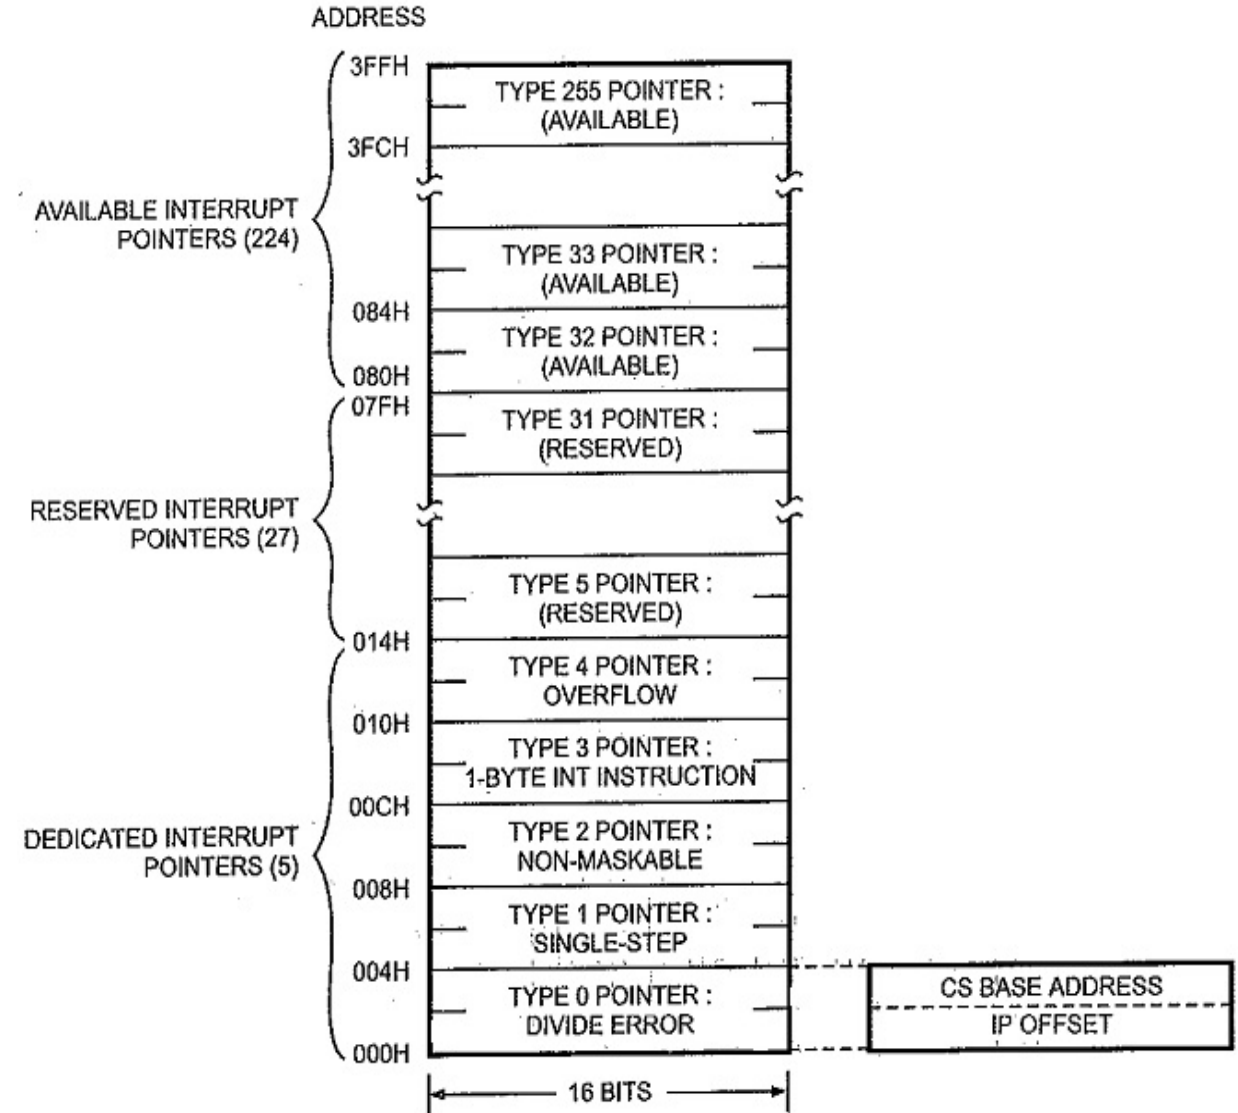 ADDRESS
3FFH
TYPE 255 POINTER :
(AVAILABLE)
3FCH
AVAILABLE INTERRUPT
POINTERS (224)
TYPE 33 POINTER :
(AVAILABLE)
084H
TYPE 32 POINTER :
(AVAILABLE)
080H
07FH
TYPE 31 POINTER :
(RESERVED)
RESERVED INTERRUPT
POINTERS (27)
TYPE 5 POINTER :
(RESERVED)
014H
TYPE 4 POINTER :
OVERFLOW
010H
TYPE 3 POINTER :
1-BYTE INT INSTRUCTION
00CH
DEDICATED INTERRUPT
POINTERS (5)
TYPE 2 POINTER :
NON-MASKABLE
008H
TYPE 1 POINTER :
SINGLE-STEP
004H
TYPE 0 POINTER :
DIVIDE ERROR
000H
CS BASE ADDRESS
IP OFFSET
16 BITS